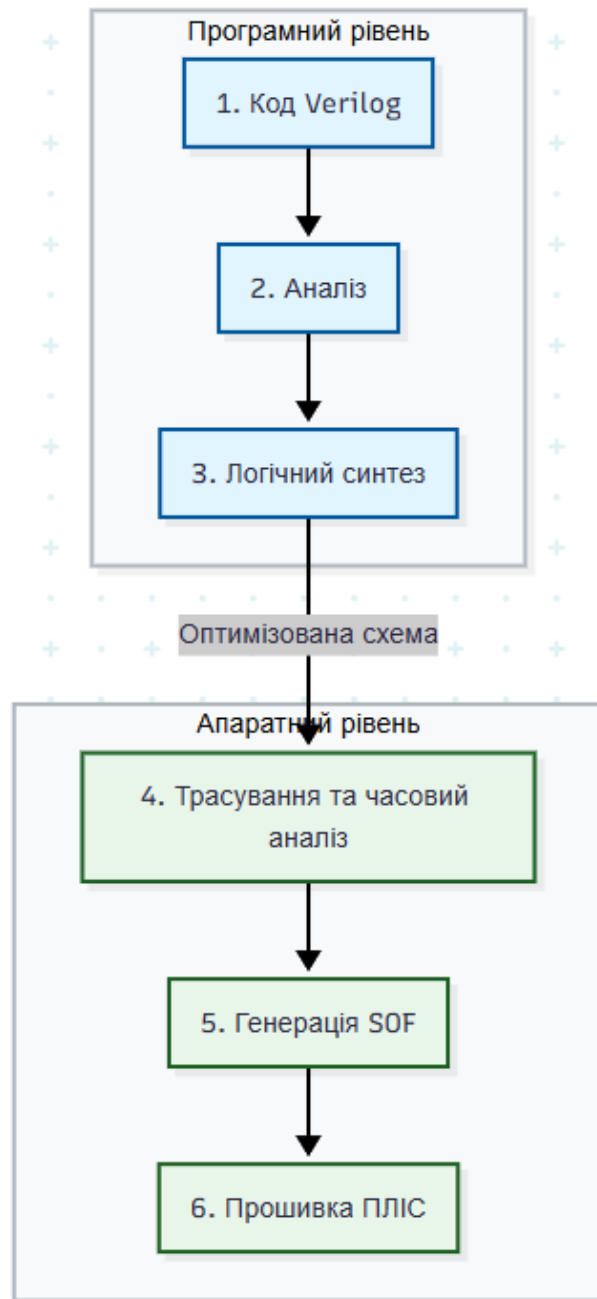 Програмний рівень
1. Код Verilog
2. Аналіз
3. Логічний синтез
Оптимізована схема
Апаратний рівень
4. Трасування та часовий
аналіз
5. Генерація SOF
6. Прошивка ПЛІС